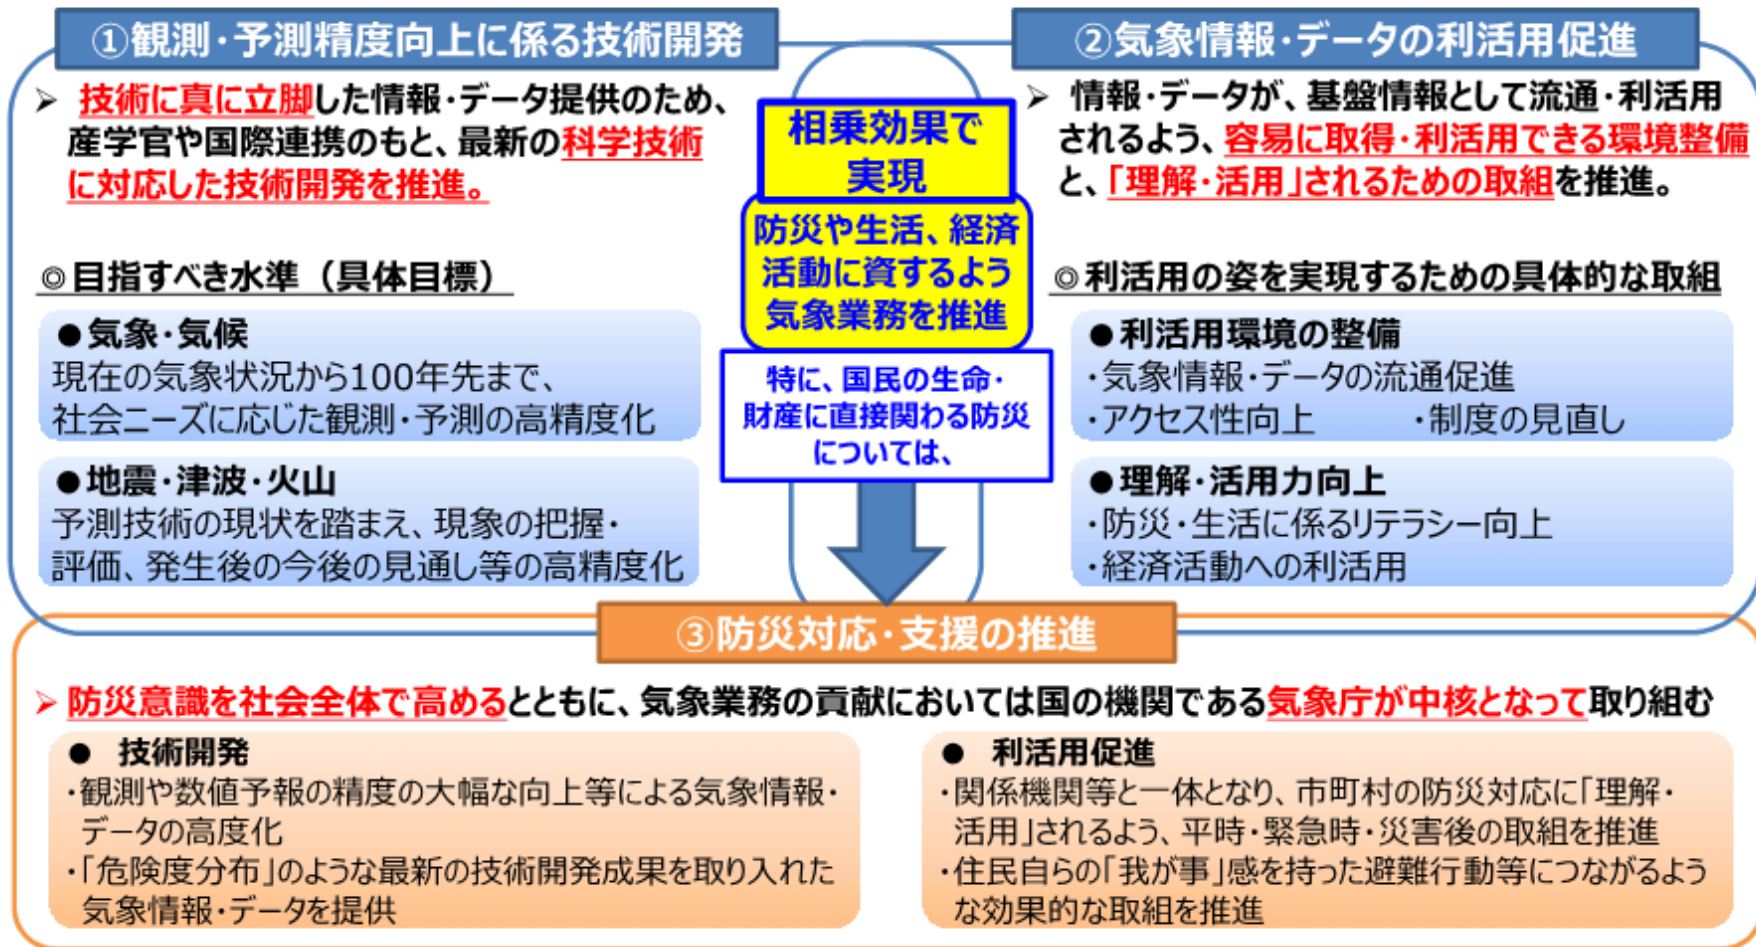 ①観測・予測精度向上に係る技術開発
➢ 技術に真に立脚した情報・データ提供のため、
産学官や国際連携のもと、最新の科学技術
に対応した技術開発を推進。
◎目指すべき水準（具体目標）
●気象・気候
現在の気象状況から100年先まで、
社会ニーズに応じた観測・予測の高精度化
●地震・津波・火山
予測技術の現状を踏まえ、現象の把握・
評価、発生後の今後の見通し等の高精度化
相乗効果で
実現
防災や生活、経済
活動に資するよう
気象業務を推進
特に、国民の生命・
財産に直接関わる防災
については、
②気象情報・データの利活用促進
➢ 情報・データが、基盤情報として流通・利活用
されるよう、容易に取得・利活用できる環境整備
と、「理解・活用」されるための取組を推進。
◎利活用の姿を実現するための具体的な取組
●利活用環境の整備
・気象情報・データの流通促進
・アクセス性向上　　・制度の見直し
●理解・活用力向上
・防災・生活に係るリテラシー向上
・経済活動への利活用
③防災対応・支援の推進
➢ 防災意識を社会全体で高めるとともに、気象業務の貢献においては国の機関である気象庁が中核となって取り組む
● 技術開発
・観測や数値予報の精度の大幅な向上等による気象情報・
データの高度化
・「危険度分布」のような最新の技術開発成果を取り入れた
気象情報・データを提供
● 利活用促進
・関係機関等と一体となり、市町村の防災対応に「理解・
活用」されるよう、平時・緊急時・災害後の取組を推進
・住民自らの「我が事」感を持った避難行動等につながるよう
な効果的な取組を推進